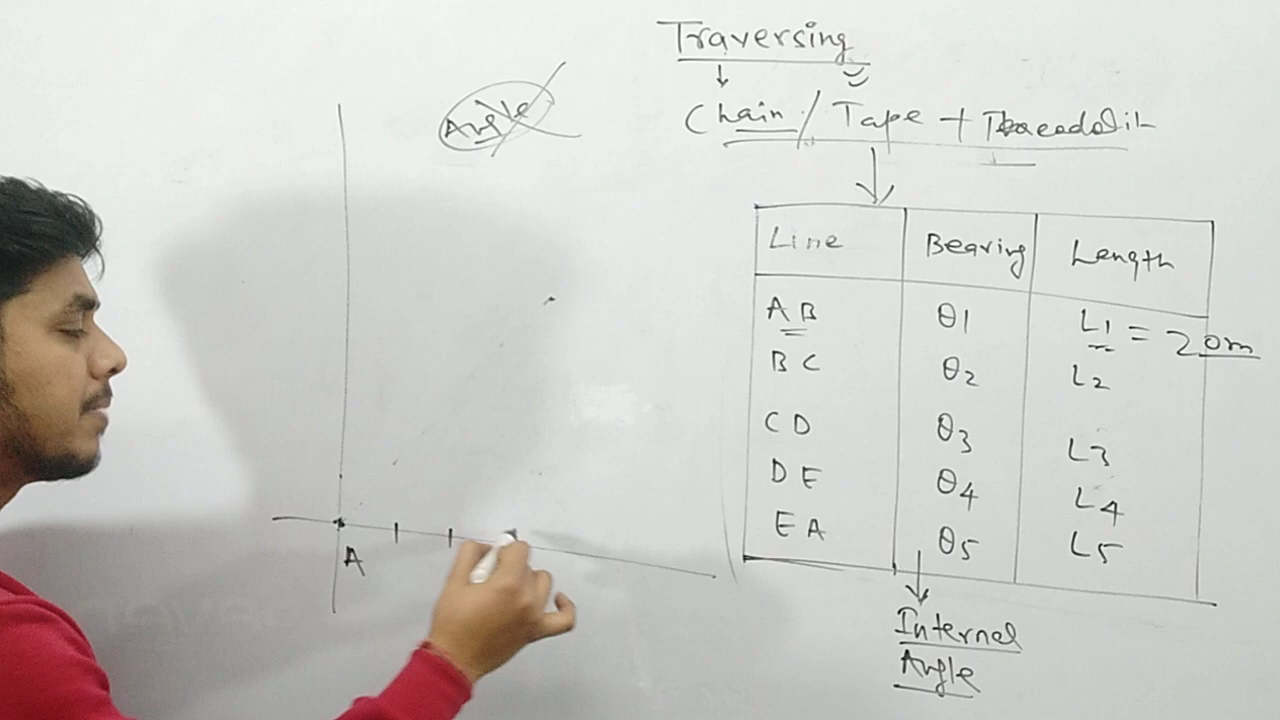 Traversing
Chain / Tape + Theadolit
Angle
Line Bearing Length
AB θ1 L1 = 20m
BC θ2 L2
CD θ3 L3
DE θ4 L4
EA θ5 L5
A
Internal
Angle